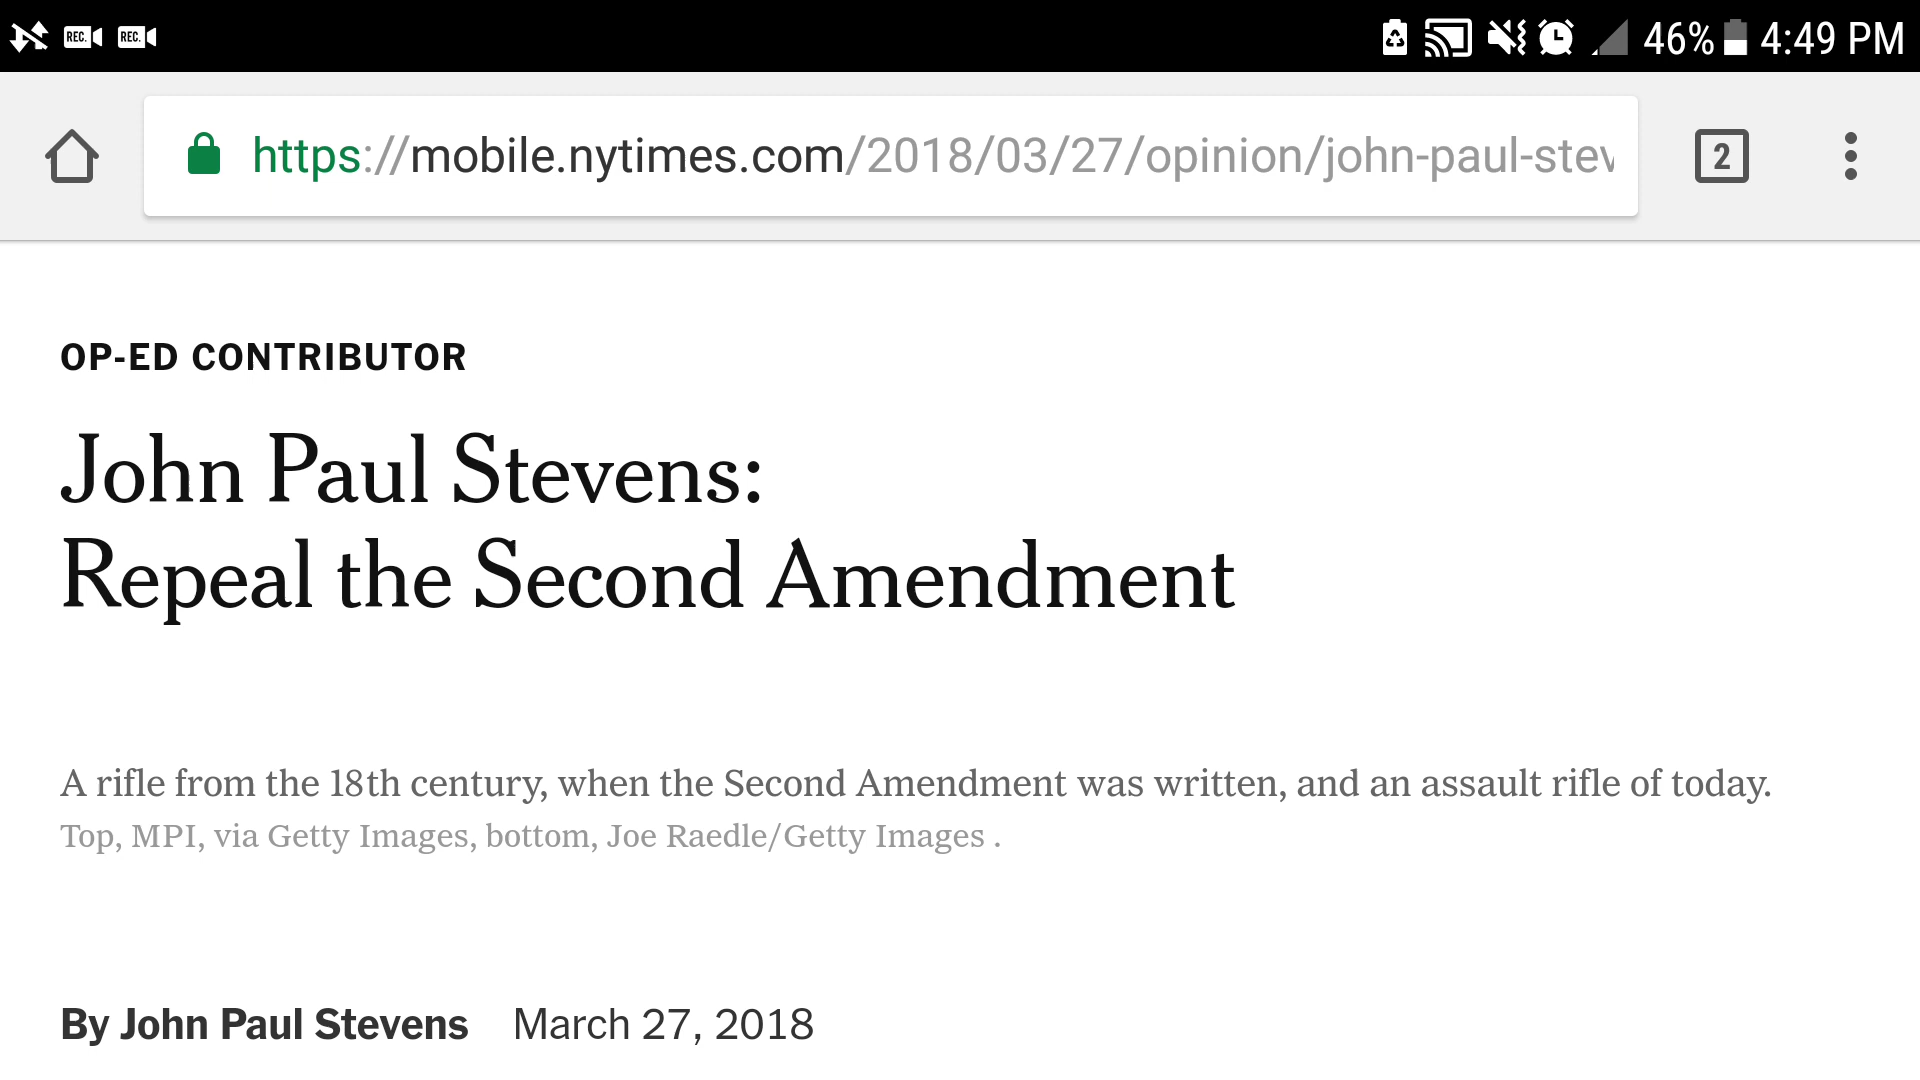 REC. REC. 46% 4:49 PM
https://mobile.nytimes.com/2018/03/27/opinion/john-paul-stev
2
OP-ED CONTRIBUTOR
John Paul Stevens:
Repeal the Second Amendment
A rifle from the 18th century, when the Second Amendment was written, and an assault rifle of today.
Top, MPI, via Getty Images, bottom, Joe Raedle/Getty Images .
By John Paul Stevens March 27, 2018